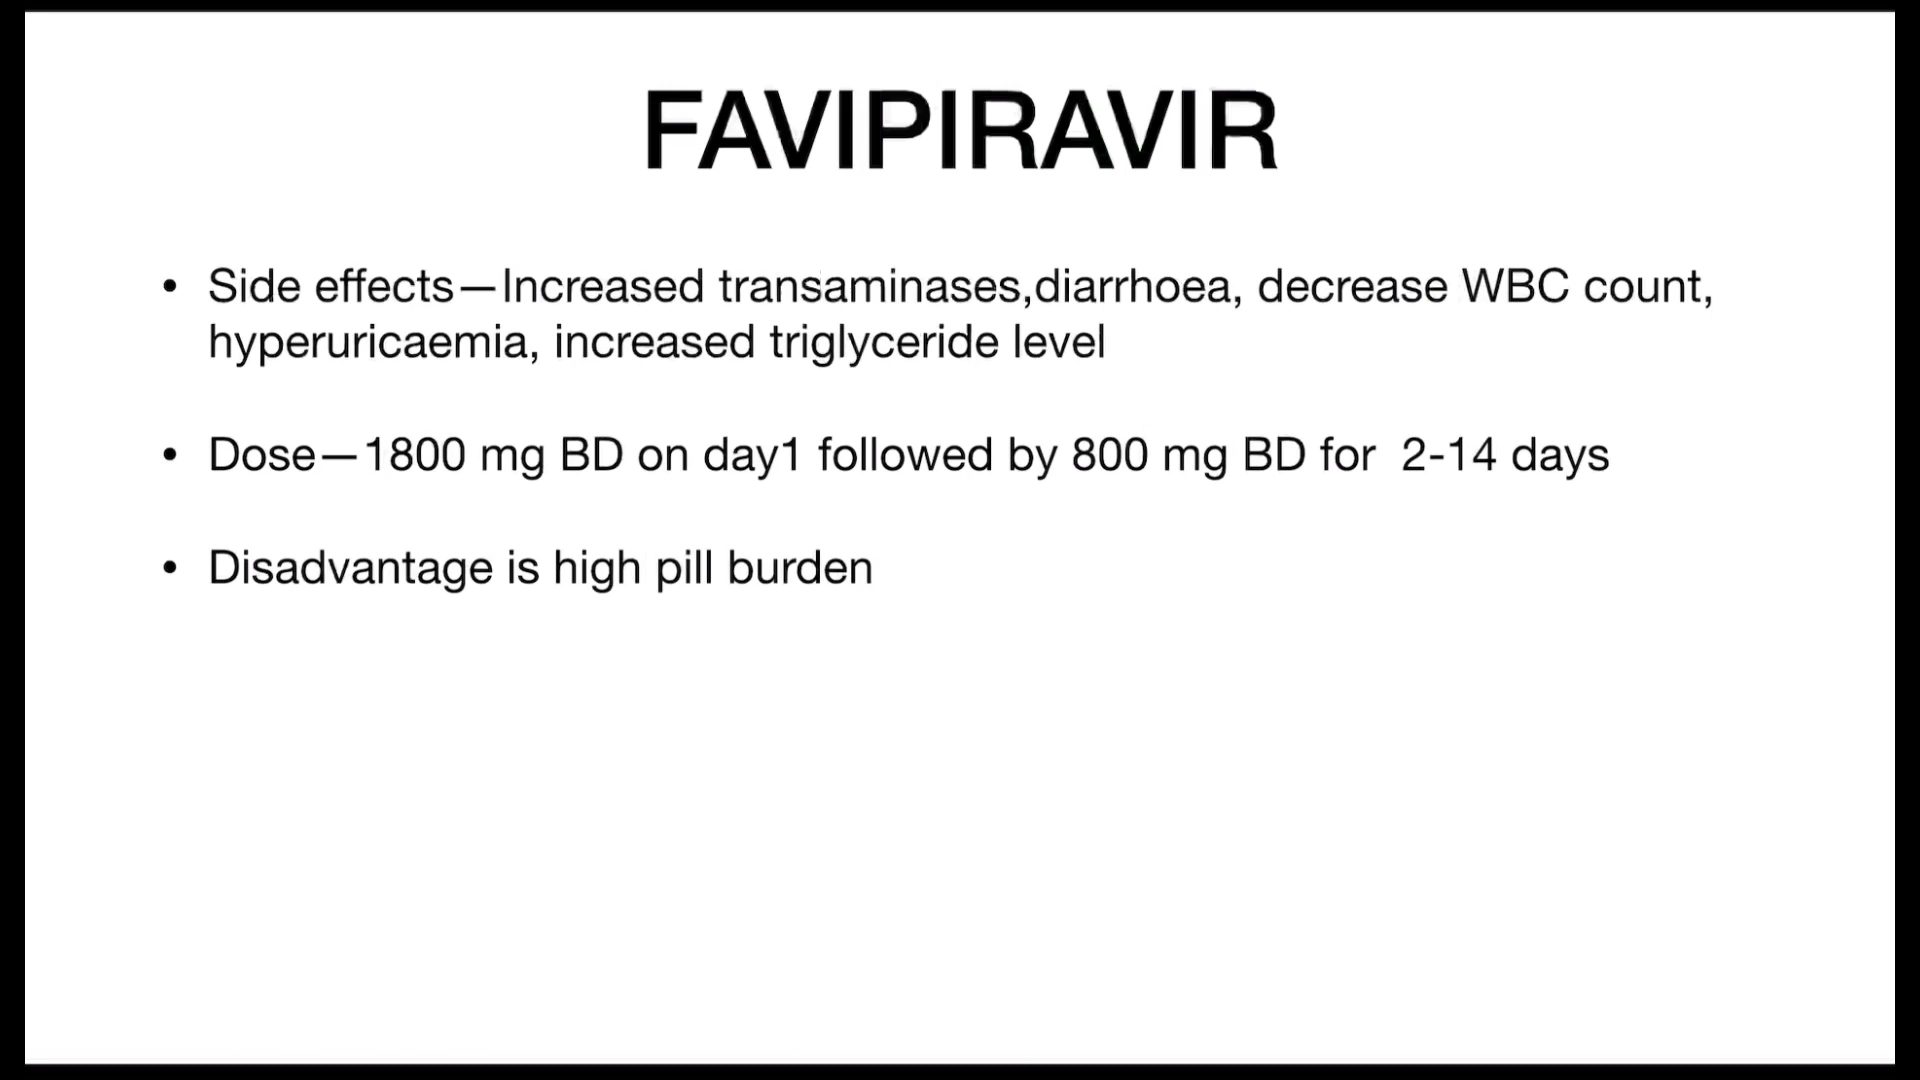 FAVIPIRAVIR
• Side effects—Increased transaminases,diarrhoea, decrease WBC count,
hyperuricaemia, increased triglyceride level
• Dose—1800 mg BD on day1 followed by 800 mg BD for  2-14 days
• Disadvantage is high pill burden